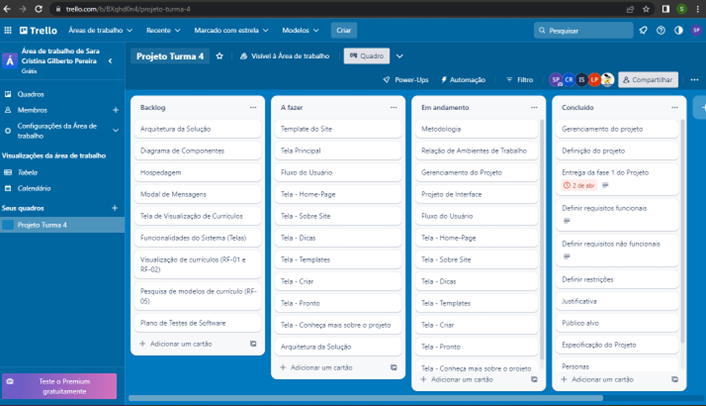 trello.com/b/BXqhd0n4/projeto-turma-4
Trello
Áreas de trabalho
Recente
Marcado com estrela
Modelos
Criar
Pesquisar
SP
Á
Área de trabalho de Sara
Cristina Gilberto Pereira
Grátis
Quadros
Membros
Configurações da Área de
trabalho
Visualizações da área de trabalho
Tabela
Calendário
Seus quadros
Projeto Turma 4
Teste o Premium
gratuitamente
Projeto Turma 4
Visível à Área de trabalho
Quadro
Power-Ups
Automação
Filtro
SP
CR
IS
LP
Compartilhar
Backlog
Arquitetura da Solução
Diagrama de Componentes
Hospedagem
Modal de Mensagens
Tela de Visualização de Currículos
Funcionalidades do Sistema (Telas)
Visualização de currículos (RF-01 e
RF-02)
Pesquisa de modelos de currículo (RF-
05)
Plano de Testes de Software
Adicionar um cartão
A fazer
Template do Site
Tela Principal
Fluxo do Usuário
Tela - Home-Page
Tela - Sobre Site
Tela - Dicas
Tela - Templates
Tela - Criar
Tela - Pronto
Tela - Conheça mais sobre o projeto
Arquitetura da Solução
Adicionar um cartão
Em andamento
Metodologia
Relação de Ambientes de Trabalho
Gerenciamento do Projeto
Projeto de Interface
Fluxo do Usuário
Tela - Home-Page
Tela - Sobre Site
Tela - Dicas
Tela - Templates
Tela - Criar
Tela - Pronto
Tela - Conheça mais sobre o projeto
Adicionar um cartão
Concluído
Gerenciamento do projeto
Definição do projeto
Entrega da fase 1 do Projeto
2 de abr
Definir requisitos funcionais
Definir requisitos não funcionais
Definir restrições
Justificativa
Público alvo
Especificação do Projeto
Personas
Adicionar um cartão